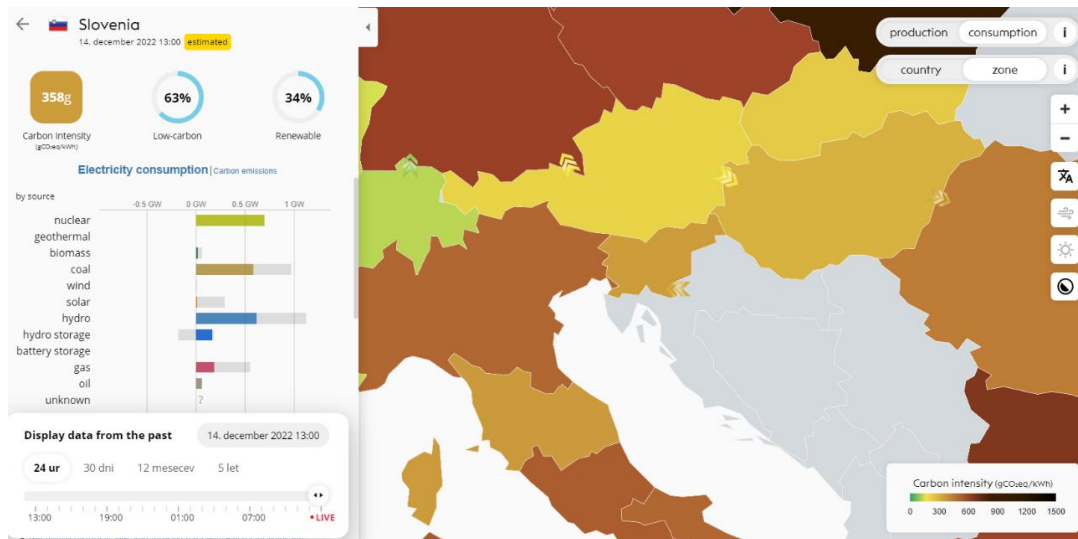 Slovenia
14. december 2022 13:00 estimated
358g
63%
34%
Carbon Intensity
(gCO₂eq/kWh)
Low-carbon
Renewable
Electricity consumption | Carbon emissions
by source
-0.5 GW 0 GW 0.5 GW 1 GW
nuclear
geothermal
biomass
coal
wind
solar
hydro
hydro storage
battery storage
gas
oil
unknown ?
Display data from the past
14. december 2022 13:00
24 ur 30 dni 12 mesecev 5 let
13:00 19:00 01:00 07:00 • LIVE
production consumption i
country zone i
+
−
文A
Carbon intensity (gCO₂eq/kWh)
0 300 600 900 1200 1500